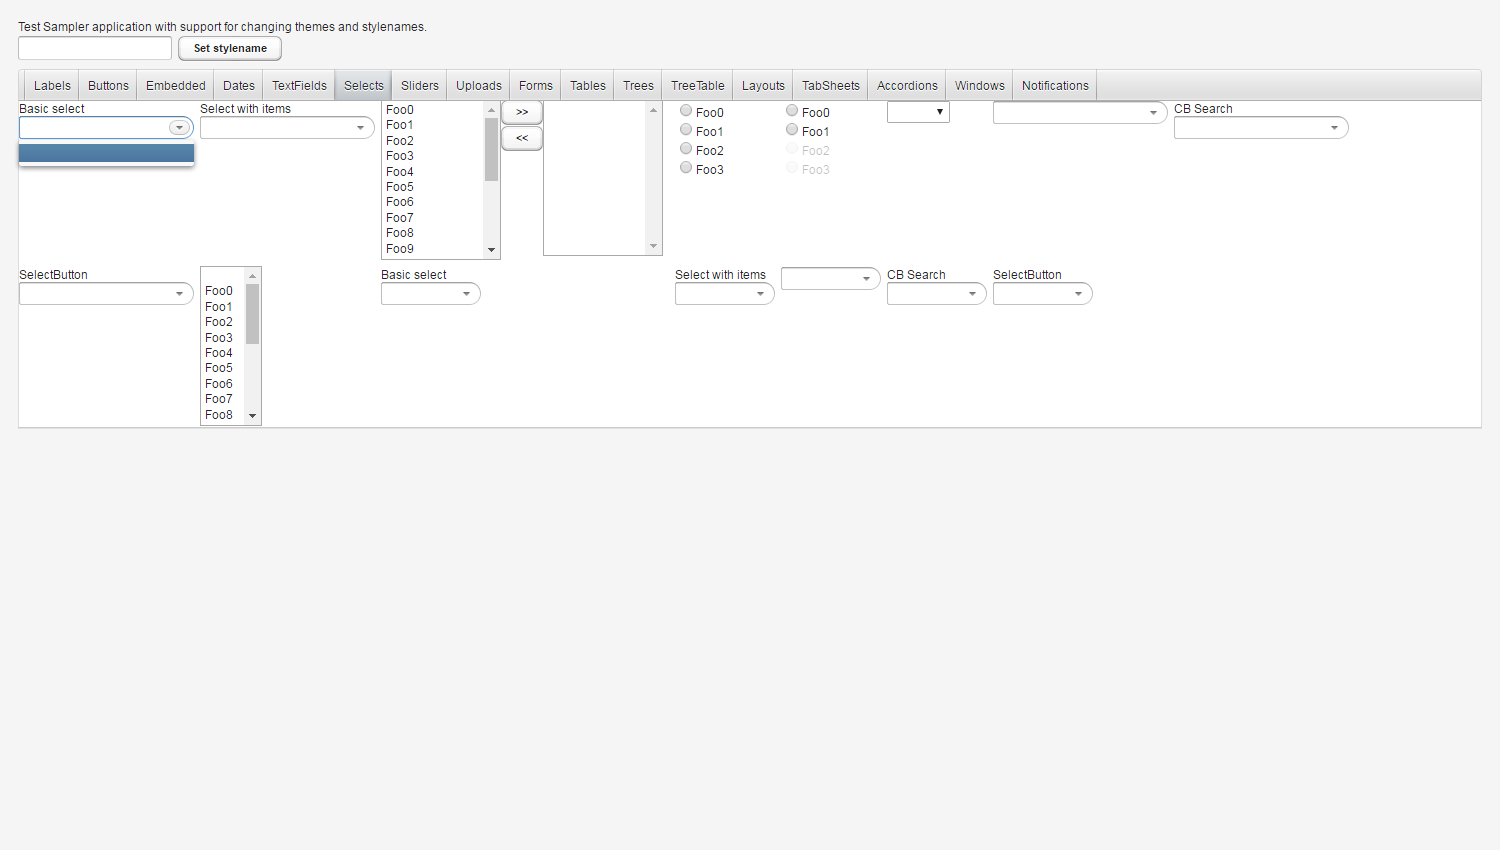 Test Sampler application with support for changing themes and stylenames.
Set stylename
Labels Buttons Embedded Dates TextFields Selects Sliders Uploads Forms Tables Trees TreeTable Layouts TabSheets Accordions Windows Notifications
Basic select
Select with items
Foo0
Foo1
Foo2
Foo3
Foo4
Foo5
Foo6
Foo7
Foo8
Foo9
>>
<<
Foo0
Foo1
Foo2
Foo3
Foo0
Foo1
Foo2
Foo3
CB Search
SelectButton
Foo0
Foo1
Foo2
Foo3
Foo4
Foo5
Foo6
Foo7
Foo8
Basic select
Select with items
CB Search
SelectButton